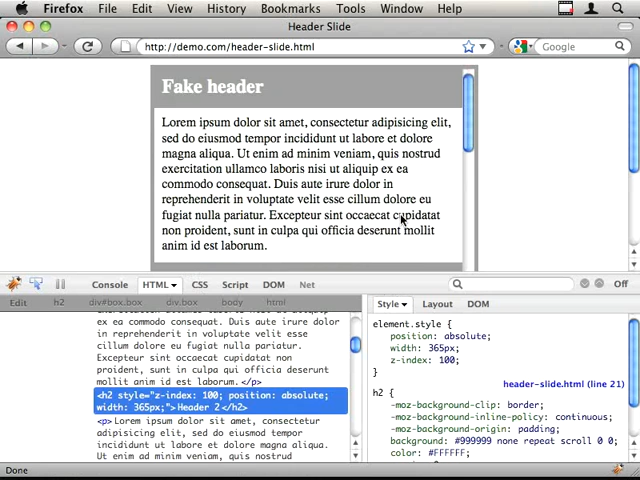 Firefox File Edit View History Bookmarks Tools Window Help
Header Slide
http://demo.com/header-slide.html
Google
Fake header
Lorem ipsum dolor sit amet, consectetur adipisicing elit,
sed do eiusmod tempor incididunt ut labore et dolore
magna aliqua. Ut enim ad minim veniam, quis nostrud
exercitation ullamco laboris nisi ut aliquip ex ea
commodo consequat. Duis aute irure dolor in
reprehenderit in voluptate velit esse cillum dolore eu
fugiat nulla pariatur. Excepteur sint occaecat cupidatat
non proident, sunt in culpa qui officia deserunt mollit
anim id est laborum.
Console HTML CSS Script DOM Net Off
Edit h2 div#box.box div.box body html
ex ea commodo consequat. Duis aute
irure dolor in reprehenderit in
voluptate velit esse cillum dolore
eu fugiat nulla pariatur.
Excepteur sint occaecat cupidatat
non proident, sunt in culpa qui
officia deserunt mollit anim id
est laborum.</p>
<h2 style="z-index: 100; position: absolute;
width: 365px;">Header 2</h2>
<p>Lorem ipsum dolor sit amet,
consectetur adipisicing elit, sed
do eiusmod tempor incididunt ut
labore et dolore magna aliqua. Ut
enim ad minim veniam, quis nostrud
Style Layout DOM
element.style {
position: absolute;
width: 365px;
z-index: 100;
}
header-slide.html (line 21)
h2 {
-moz-background-clip: border;
-moz-background-inline-policy: continuous;
-moz-background-origin: padding;
background: #999999 none repeat scroll 0 0;
color: #FFFFFF;
Done